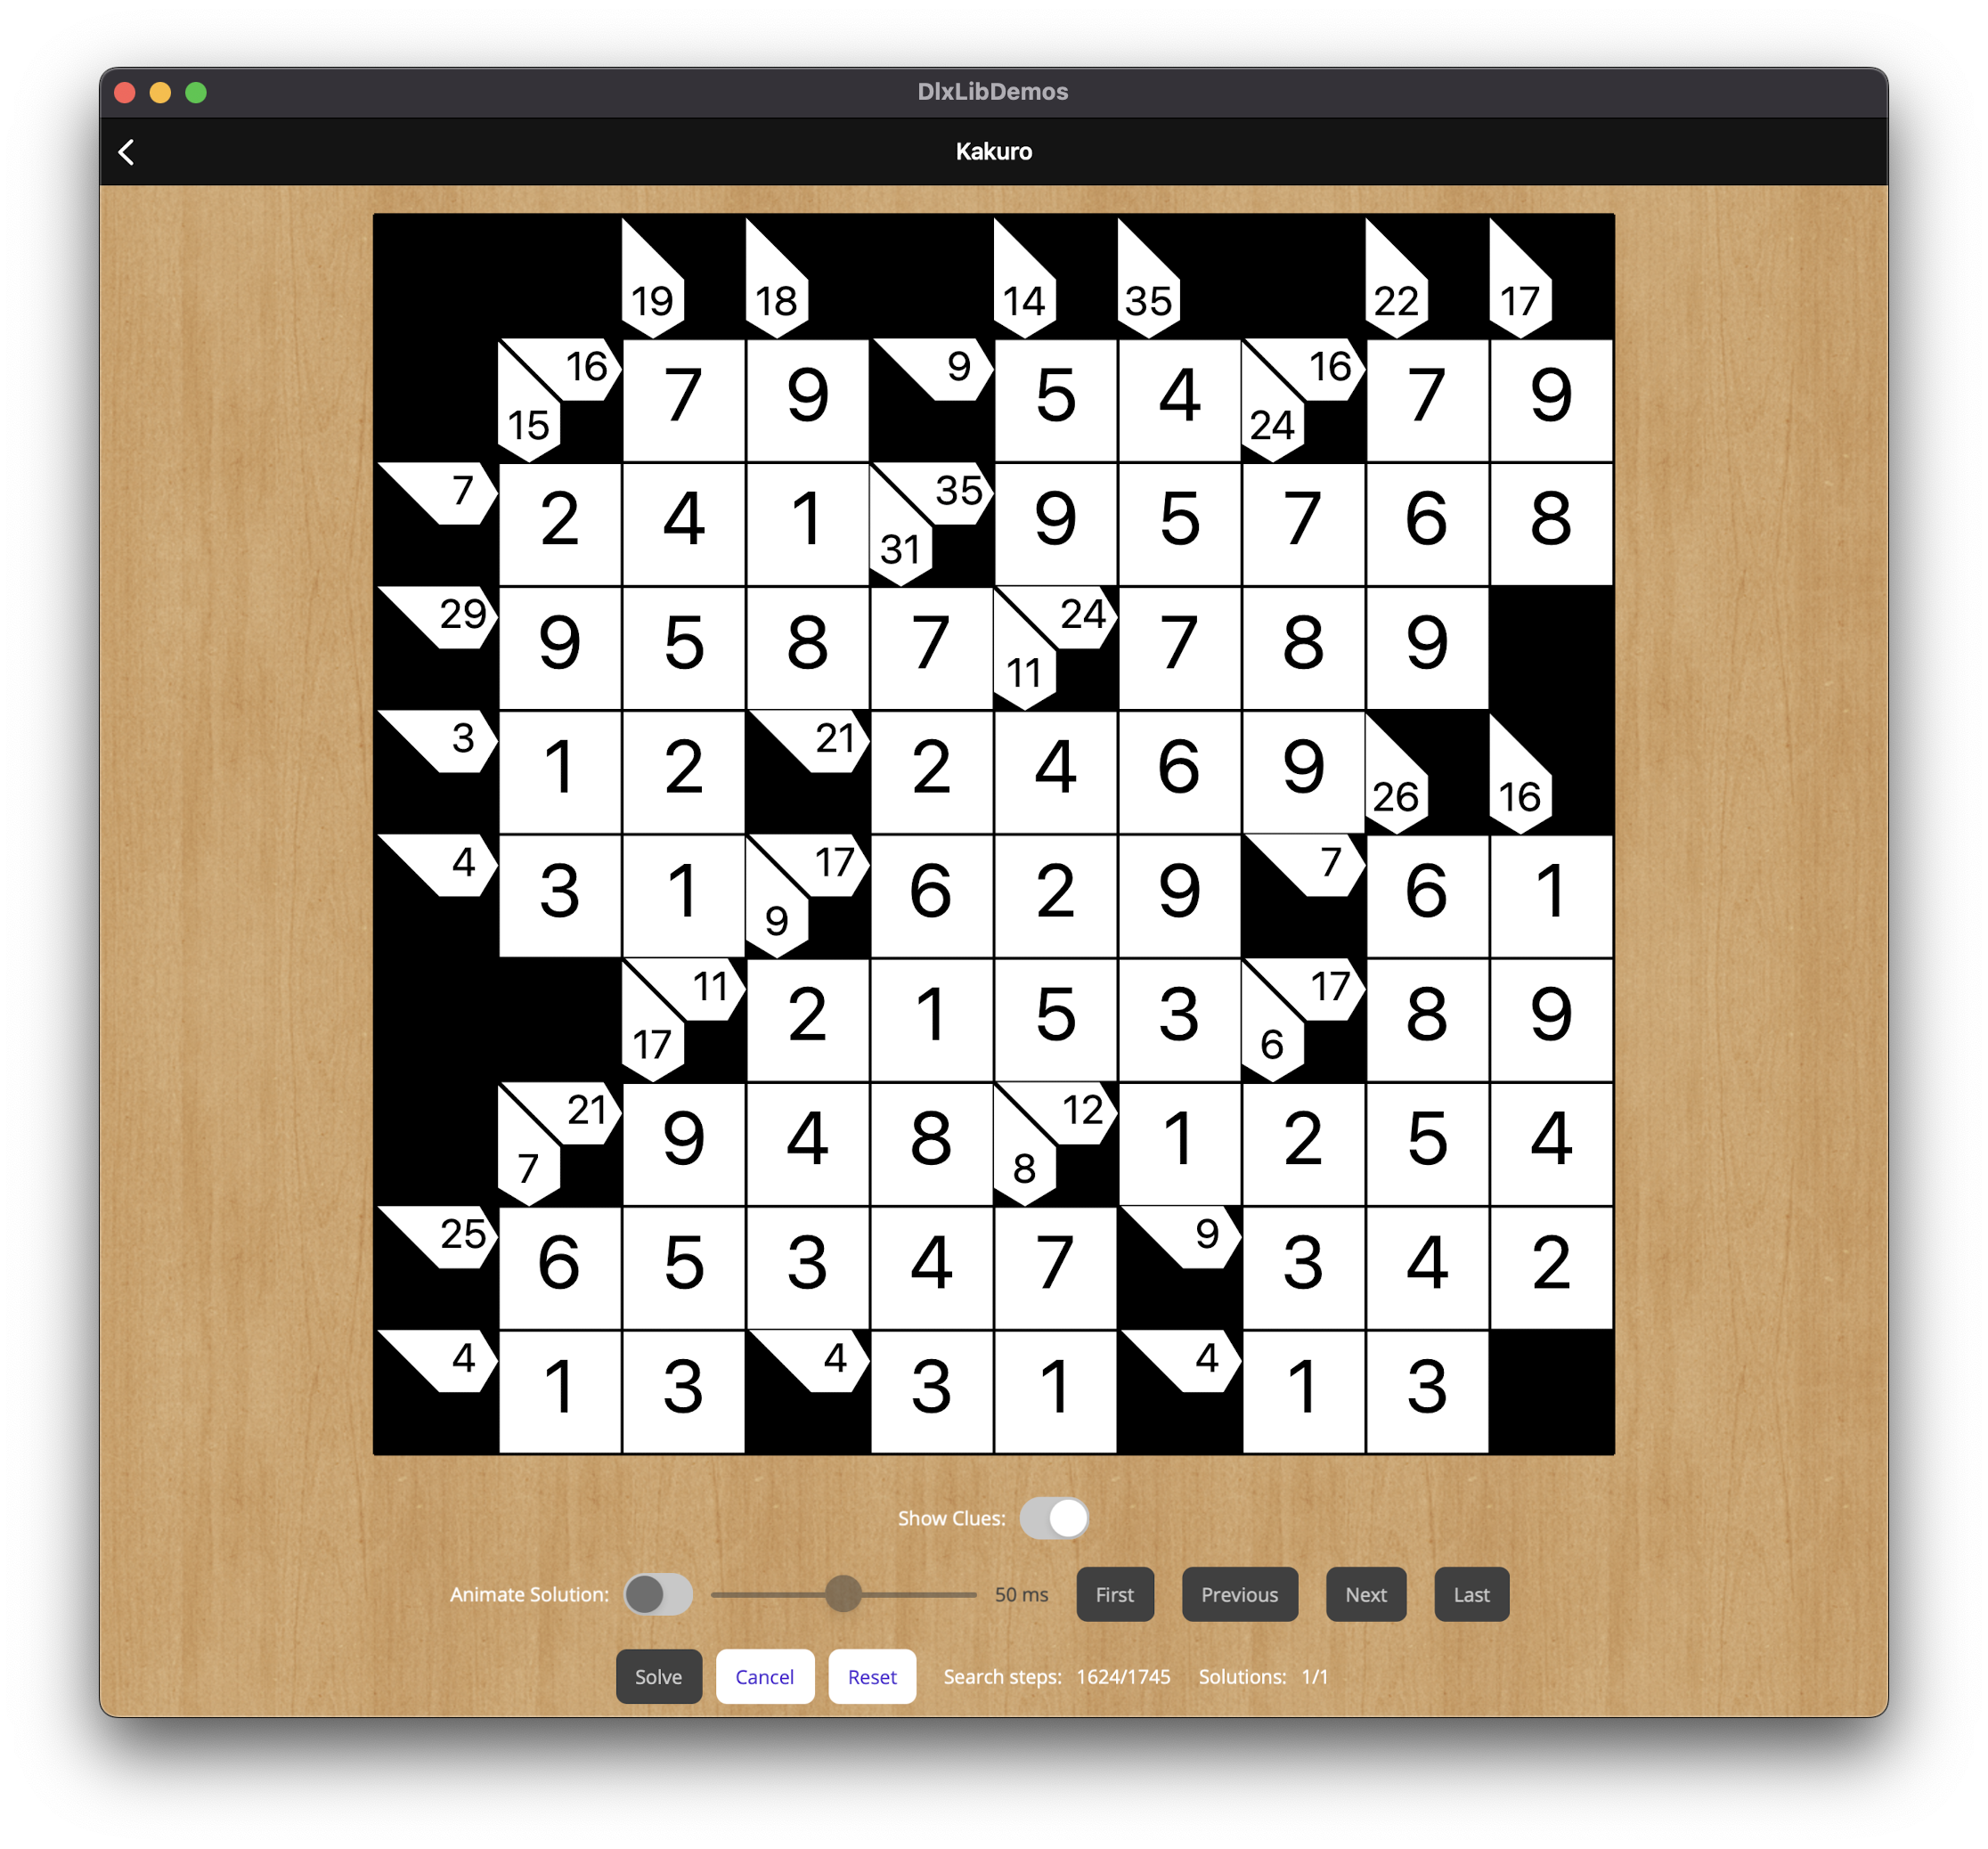 DlxLibDemos
Kakuro
19 18 14 35 22 17
16 15 7 9 9 5 4 16 24 7 9
7 2 4 1 35 31 9 5 7 6 8
29 9 5 8 7 24 11 7 8 9
3 1 2 21 2 4 6 9 26 16
4 3 1 17 9 6 2 9 7 6 1
11 17 2 1 5 3 17 6 8 9
21 7 9 4 8 12 8 1 2 5 4
25 6 5 3 4 7 9 3 4 2
4 1 3 4 3 1 4 1 3
Show Clues:
Animate Solution: 50 ms First Previous Next Last
Solve Cancel Reset Search steps: 1624/1745 Solutions: 1/1